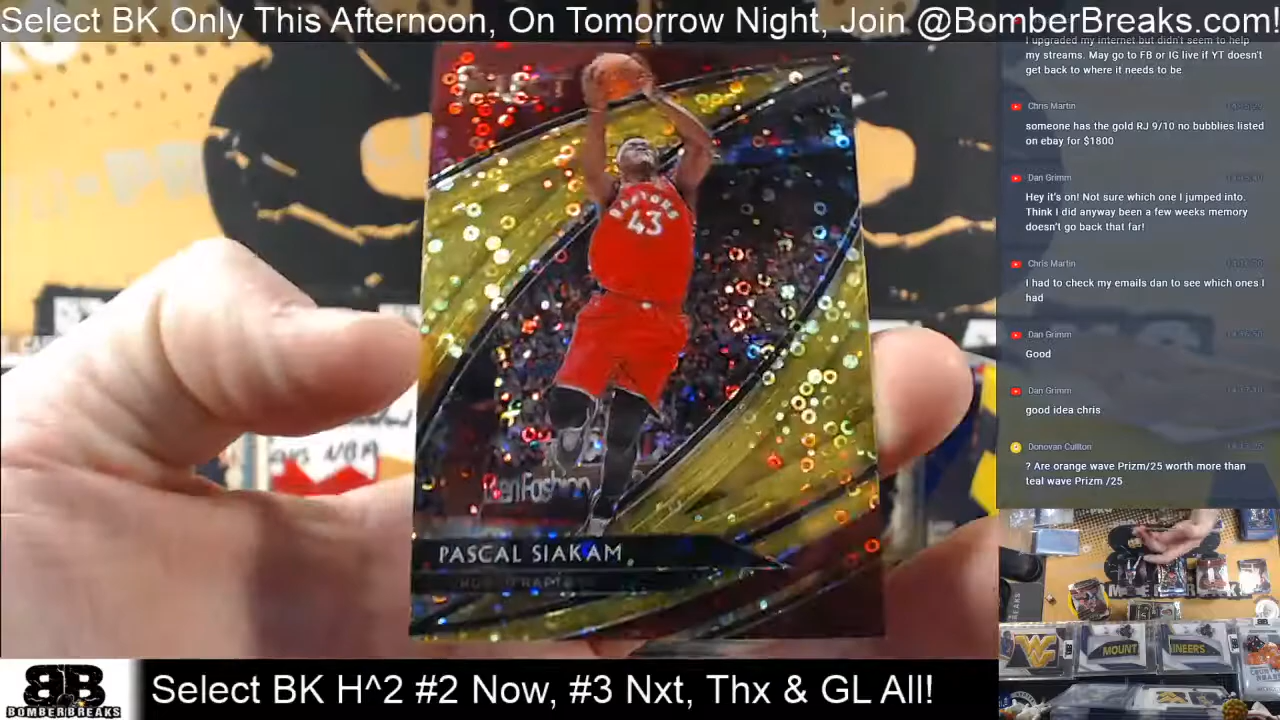 Select BK Only This Afternoon, On Tomorrow Night, Join @BomberBreaks.com!
I upgraded my internet but didn't seem to help
my streams. May go to FB or IG live if YT doesn't
get back to where it needs to be
Chris Martin
someone has the gold RJ 9/10 no bubblies listed
on ebay for $1800
Dan Grimm
Hey it's on! Not sure which one I jumped into.
Think I did anyway been a few weeks memory
doesn't go back that far!
Chris Martin
I had to check my emails dan to see which ones I
had
Dan Grimm
Good
Dan Grimm
good idea chris
Donovan Cullton
? Are orange wave Prizm/25 worth more than
teal wave Prizm /25
RAPTORS
43
PASCAL SIAKAM
MOUNT
INEERS
BB
BOMBERBREAKS
Select BK H^2 #2 Now, #3 Nxt, Thx & GL All!